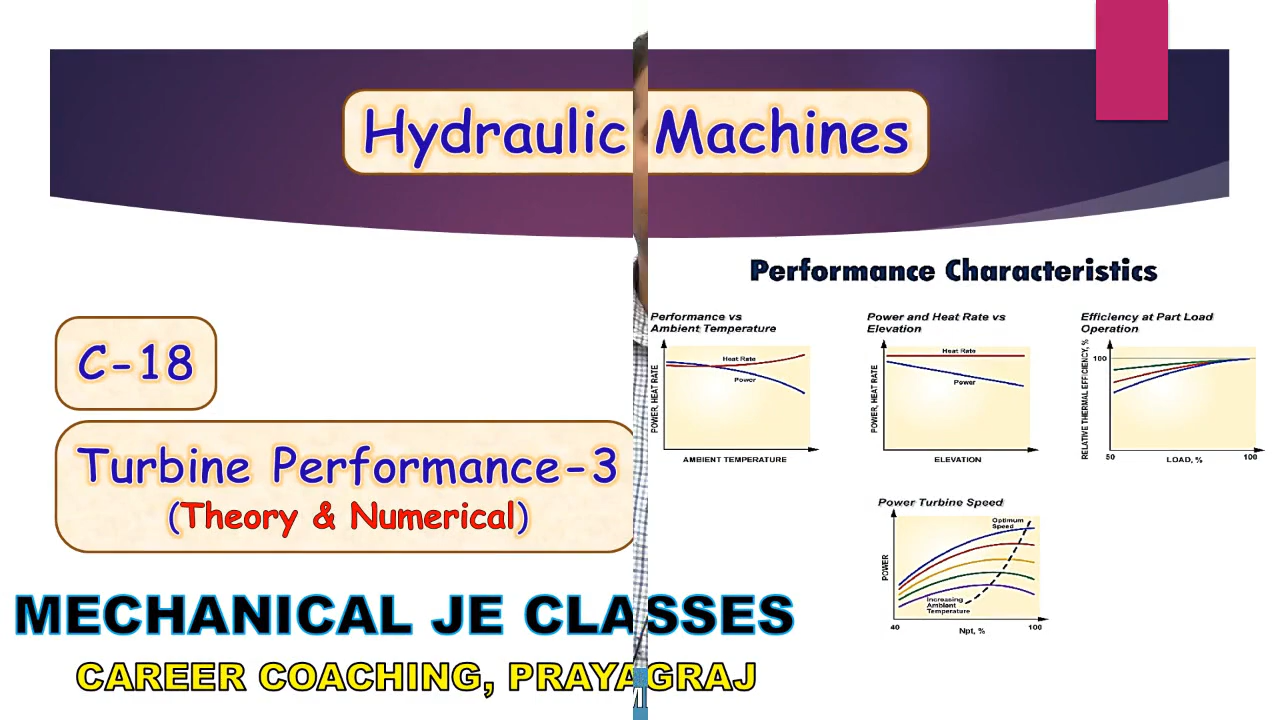 Hydraulic Machines
C-18
Turbine Performance-3
(Theory & Numerical)
MECHANICAL JE CLASSES
CAREER COACHING, PRAYAGRAJ
Performance Characteristics
Performance vs
Ambient Temperature
POWER, HEAT RATE
Heat Rate
Power
AMBIENT TEMPERATURE
Power and Heat Rate vs
Elevation
POWER, HEAT RATE
Heat Rate
Power
ELEVATION
Efficiency at Part Load
Operation
RELATIVE THERMAL EFFICIENCY, %
100
50
LOAD, %
100
Power Turbine Speed
POWER
Optimum
Speed
Increasing
Ambient
Temperature
40
Npt, %
100